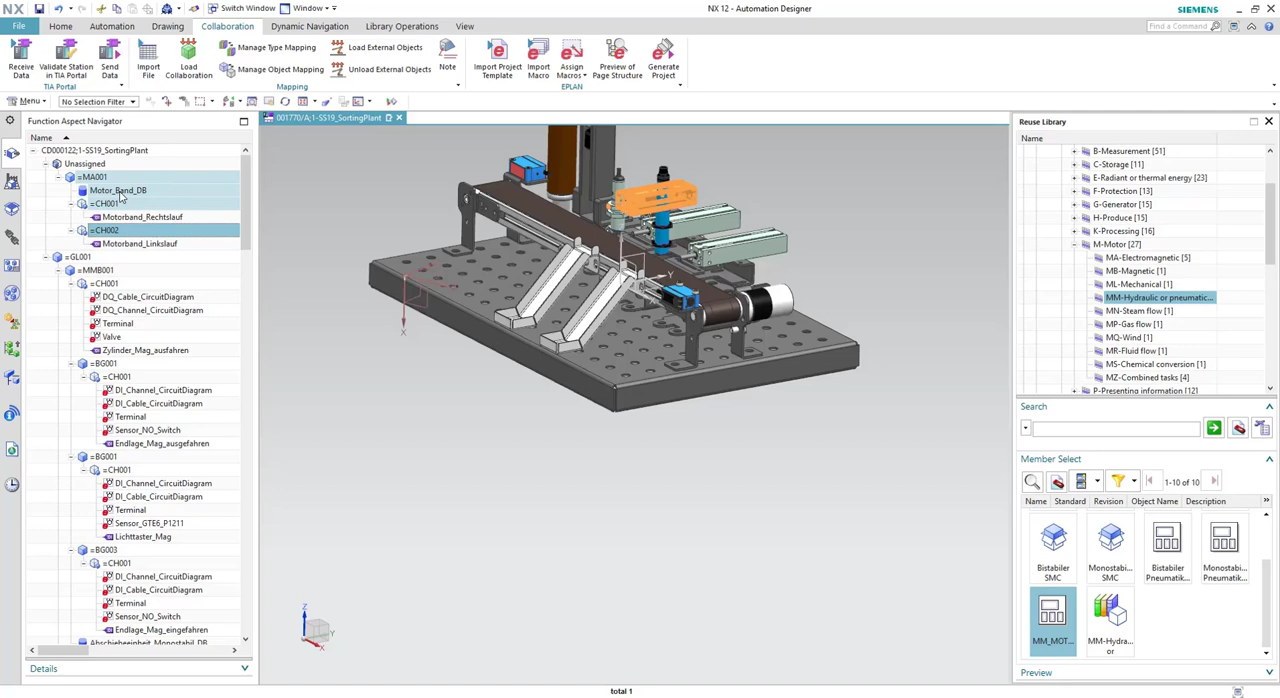 NX
Switch Window
Window
NX 12 - Automation Designer
SIEMENS
File
Home
Automation
Drawing
Collaboration
Dynamic Navigation
Library Operations
View
Find a Command
Receive Data
Validate Station in TIA Portal
Send Data
TIA Portal
Import File
Load Collaboration
Manage Type Mapping
Manage Object Mapping
Load External Objects
Unload External Objects
Note
Mapping
Import Project Template
Import Macro
Assign Macros
Preview of Page Structure
Generate Project
EPLAN
Menu
No Selection Filter
Function Aspect Navigator
001770/A;1-SS19_SortingPlant
Name
CD000122;1-SS19_SortingPlant
Unassigned
=MA001
Motor_Band_DB
=CH001
Motorband_Rechtslauf
=CH002
Motorband_Linkslauf
=GL001
=MMB001
=CH001
DQ_Cable_CircuitDiagram
DQ_Channel_CircuitDiagram
Terminal
Valve
Zylinder_Mag_ausfahren
=BG001
=CH001
DI_Channel_CircuitDiagram
DI_Cable_CircuitDiagram
Terminal
Sensor_NO_Switch
Endlage_Mag_ausgefahren
=BG001
=CH001
DI_Channel_CircuitDiagram
DI_Cable_CircuitDiagram
Terminal
Sensor_GTE6_P1211
Lichttaster_Mag
=BG003
=CH001
DI_Channel_CircuitDiagram
DI_Cable_CircuitDiagram
Terminal
Sensor_NO_Switch
Endlage_Mag_eingefahren
Abschiebeeinheit_Monostabil_DB
Details
X
Y
Z
Y
X
Reuse Library
Name
B-Measurement [51]
C-Storage [11]
E-Radiant or thermal energy [23]
F-Protection [13]
G-Generator [15]
H-Produce [15]
K-Processing [16]
M-Motor [27]
MA-Electromagnetic [5]
MB-Magnetic [1]
ML-Mechanical [1]
MM-Hydraulic or pneumatic...
MN-Steam flow [1]
MP-Gas flow [1]
MQ-Wind [1]
MR-Fluid flow [1]
MS-Chemical conversion [1]
MZ-Combined tasks [4]
P-Presenting information [12]
Search
Member Select
1-10 of 10
Name
Standard
Revision
Object Name
Description
Bistabiler SMC
Monostabi... SMC
Bistabiler Pneumatik...
Monostabi... Pneumatik...
MM_MOT...
MM-Hydra... or
Preview
total 1